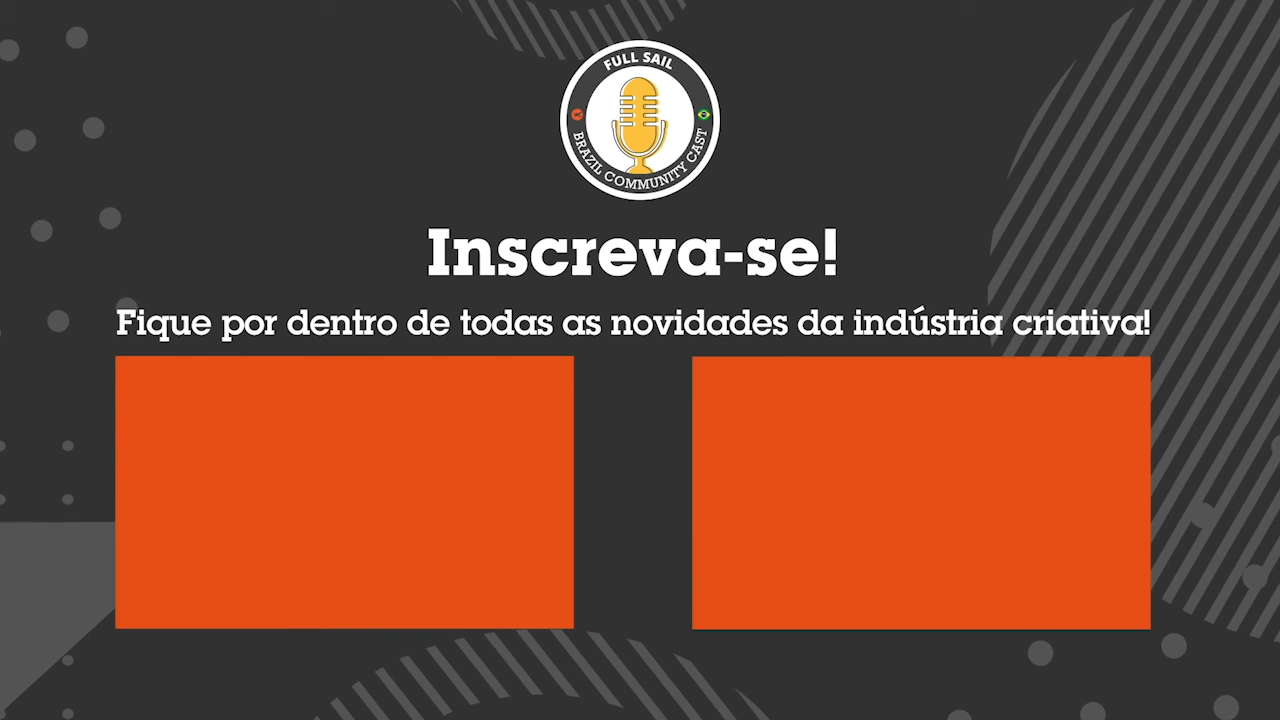 FULL SAIL
BRAZIL COMMUNITY CAST
Inscreva-se!
Fique por dentro de todas as novidades da indústria criativa!